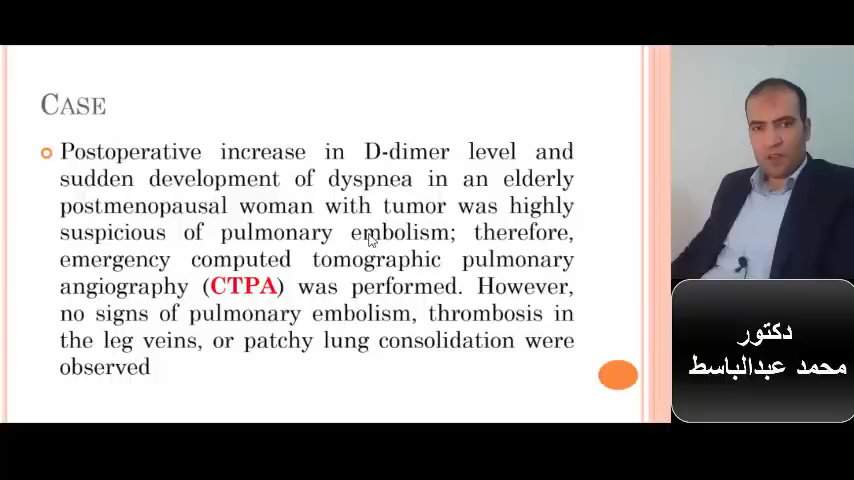 CASE
Postoperative increase in D-dimer level and
sudden development of dyspnea in an elderly
postmenopausal woman with tumor was highly
suspicious of pulmonary embolism; therefore,
emergency computed tomographic pulmonary
angiography (CTPA) was performed. However,
no signs of pulmonary embolism, thrombosis in
the leg veins, or patchy lung consolidation were
observed
دكتور
محمد عبدالباسط